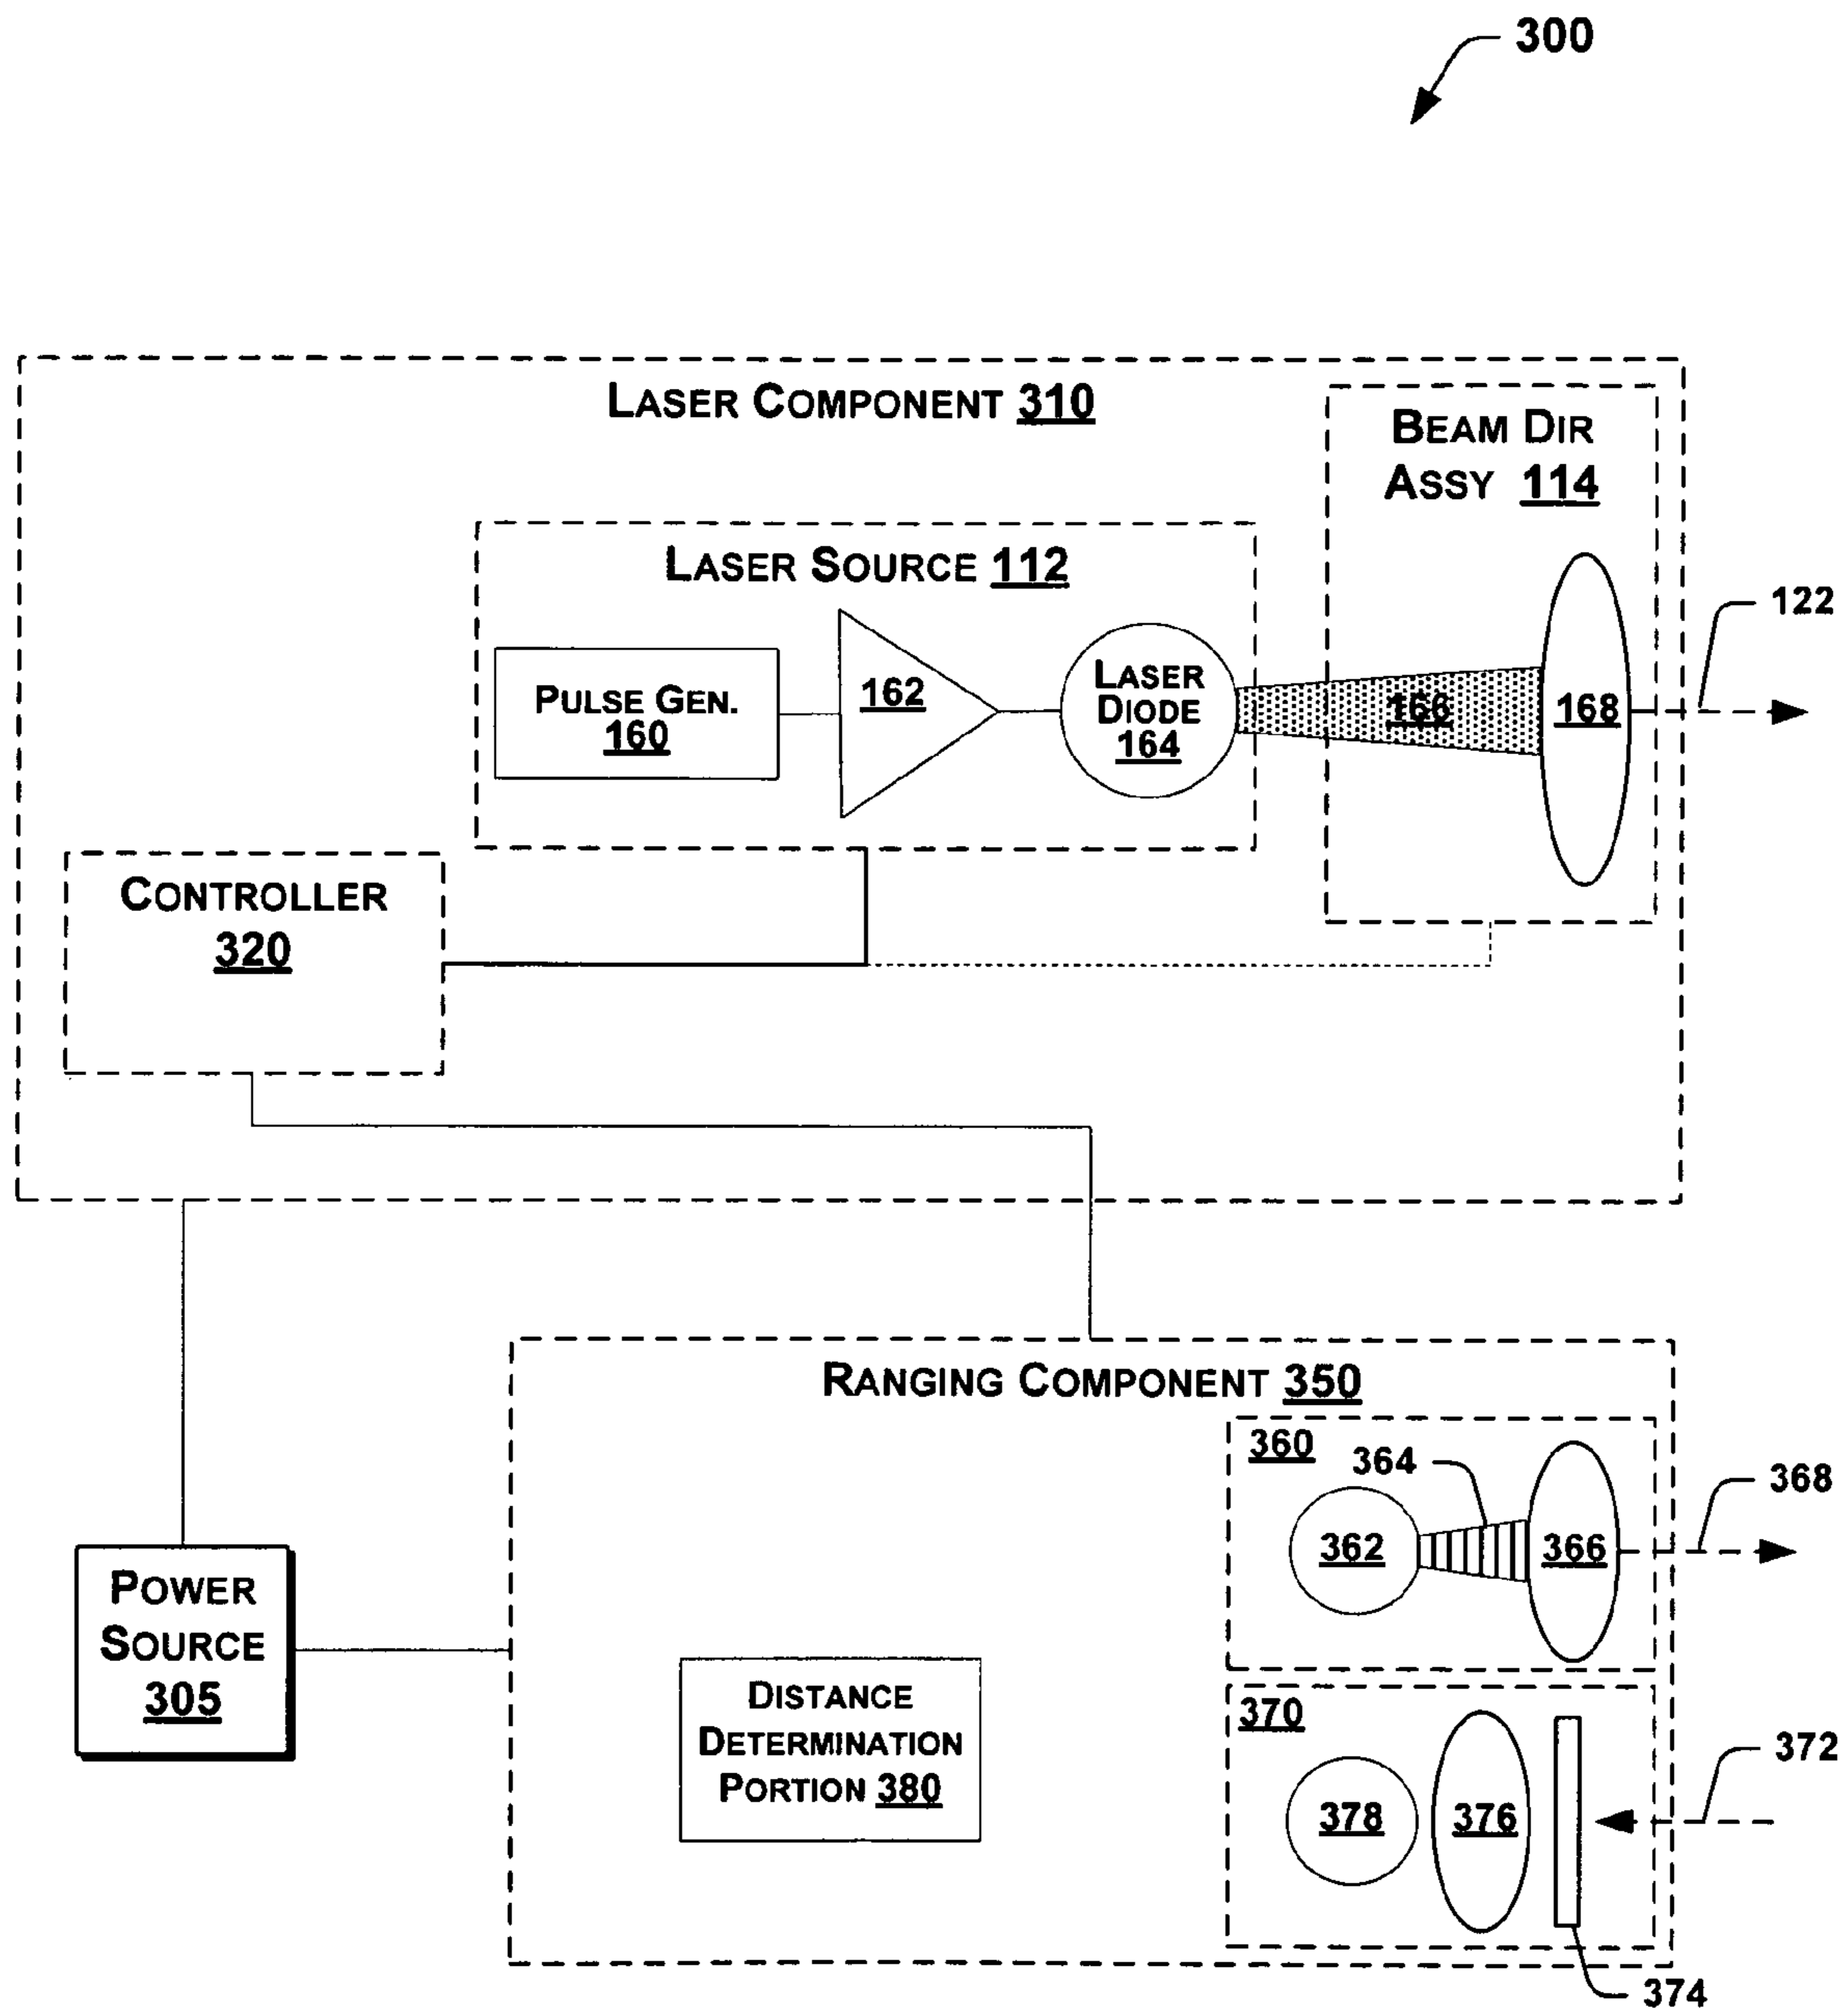 300
LASER COMPONENT 310
BEAM DIR
ASSY 114
LASER SOURCE 112
122
PULSE GEN.
160
162
LASER
DIODE
164
166
168
CONTROLLER
320
RANGING COMPONENT 350
360
364
368
362
366
POWER
SOURCE
305
DISTANCE
DETERMINATION
PORTION 380
370
372
378
376
374